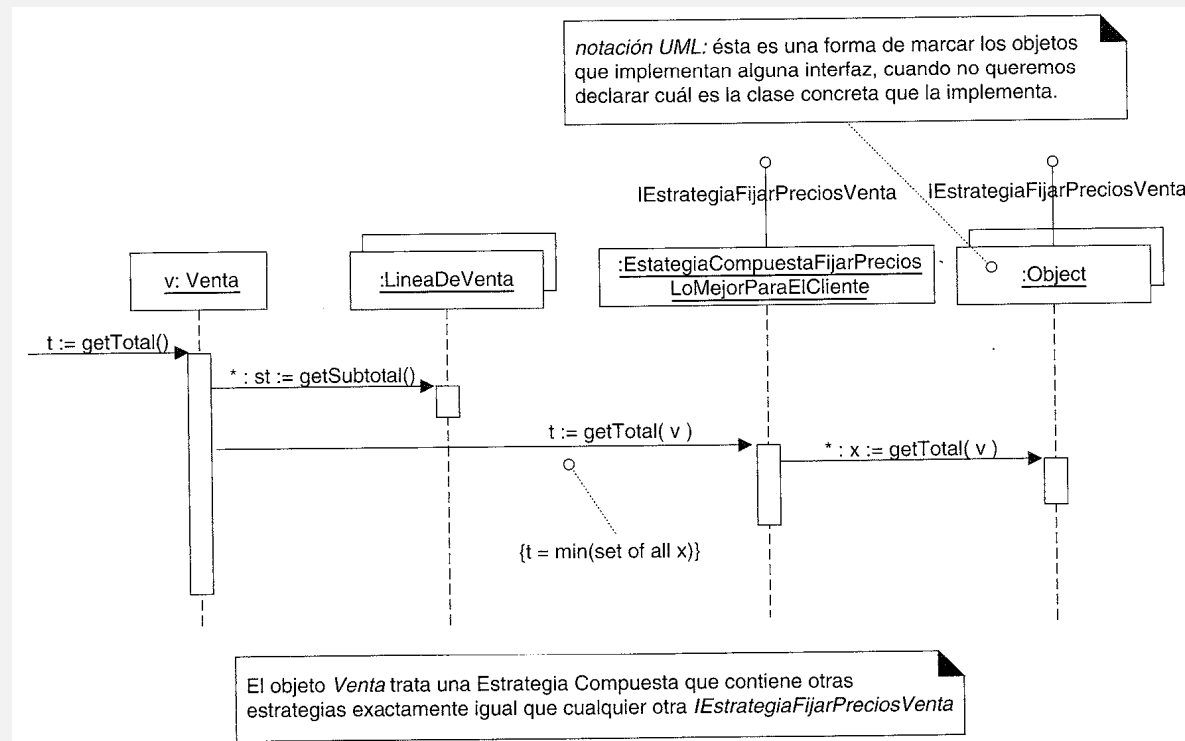 notación UML: ésta es una forma de marcar los objetos
que implementan alguna interfaz, cuando no queremos
declarar cuál es la clase concreta que la implementa.
IEstrategiaFijarPreciosVenta
IEstrategiaFijarPreciosVenta
v: Venta
:LineaDeVenta
:EstategiaCompuestaFijarPrecios
LoMejorParaElCliente
:Object
t := getTotal()
* : st := getSubtotal()
t := getTotal( v )
* : x := getTotal( v )
{t = min(set of all x)}
El objeto Venta trata una Estrategia Compuesta que contiene otras
estrategias exactamente igual que cualquier otra IEstrategiaFijarPreciosVenta